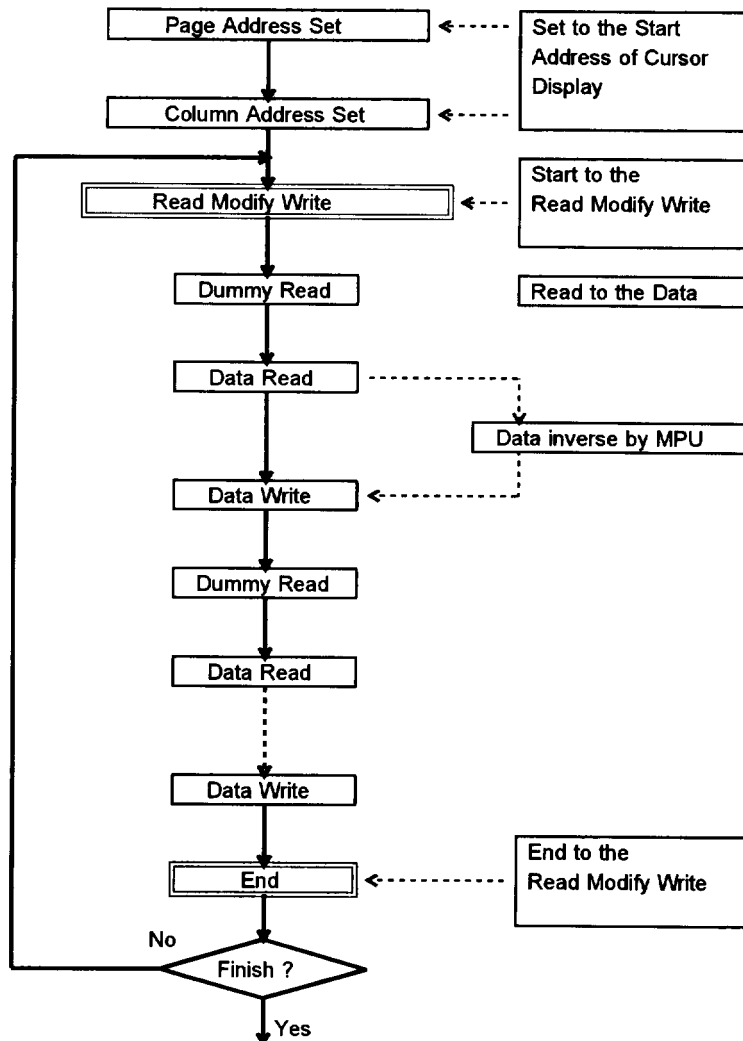 Page Address Set
Set to the Start
Address of Cursor
Display
Column Address Set
Start to the
Read Modify Write
Read Modify Write
Dummy Read
Read to the Data
Data Read
Data inverse by MPU
Data Write
Dummy Read
Data Read
Data Write
End to the
Read Modify Write
End
No
Finish ?
Yes